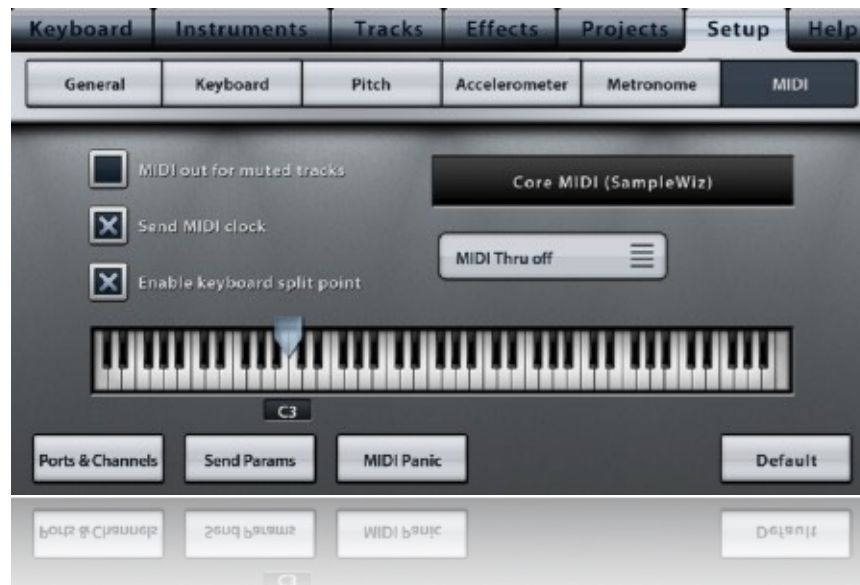 Keyboard Instruments Tracks Effects Projects Setup Help
General Keyboard Pitch Accelerometer Metronome MIDI
MIDI out for muted tracks
Core MIDI (SampleWiz)
Send MIDI clock
MIDI Thru off
Enable keyboard split point
C3
Ports & Channels Send Params MIDI Panic Default